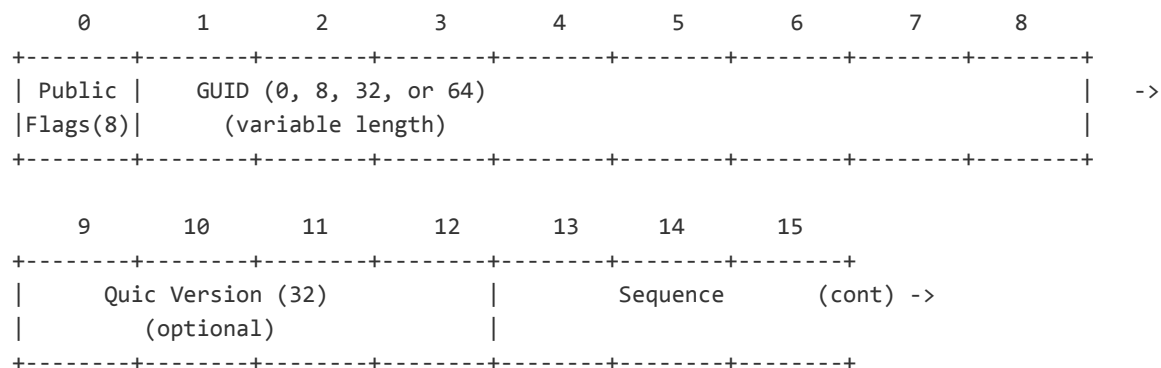 0        1        2        3        4        5        6        7        8
+--------+--------+--------+--------+--------+--------+--------+--------+--------+
| Public |    GUID (0, 8, 32, or 64)                                    |   ->
|Flags(8)|      (variable length)                                       |
+--------+--------+--------+--------+--------+--------+--------+--------+--------+
     9       10       11        12       13      14       15
+--------+--------+--------+--------+--------+--------+--------+
|      Quic Version (32)            |         Sequence       (cont) ->
|         (optional)                |
+--------+--------+--------+--------+--------+--------+--------+